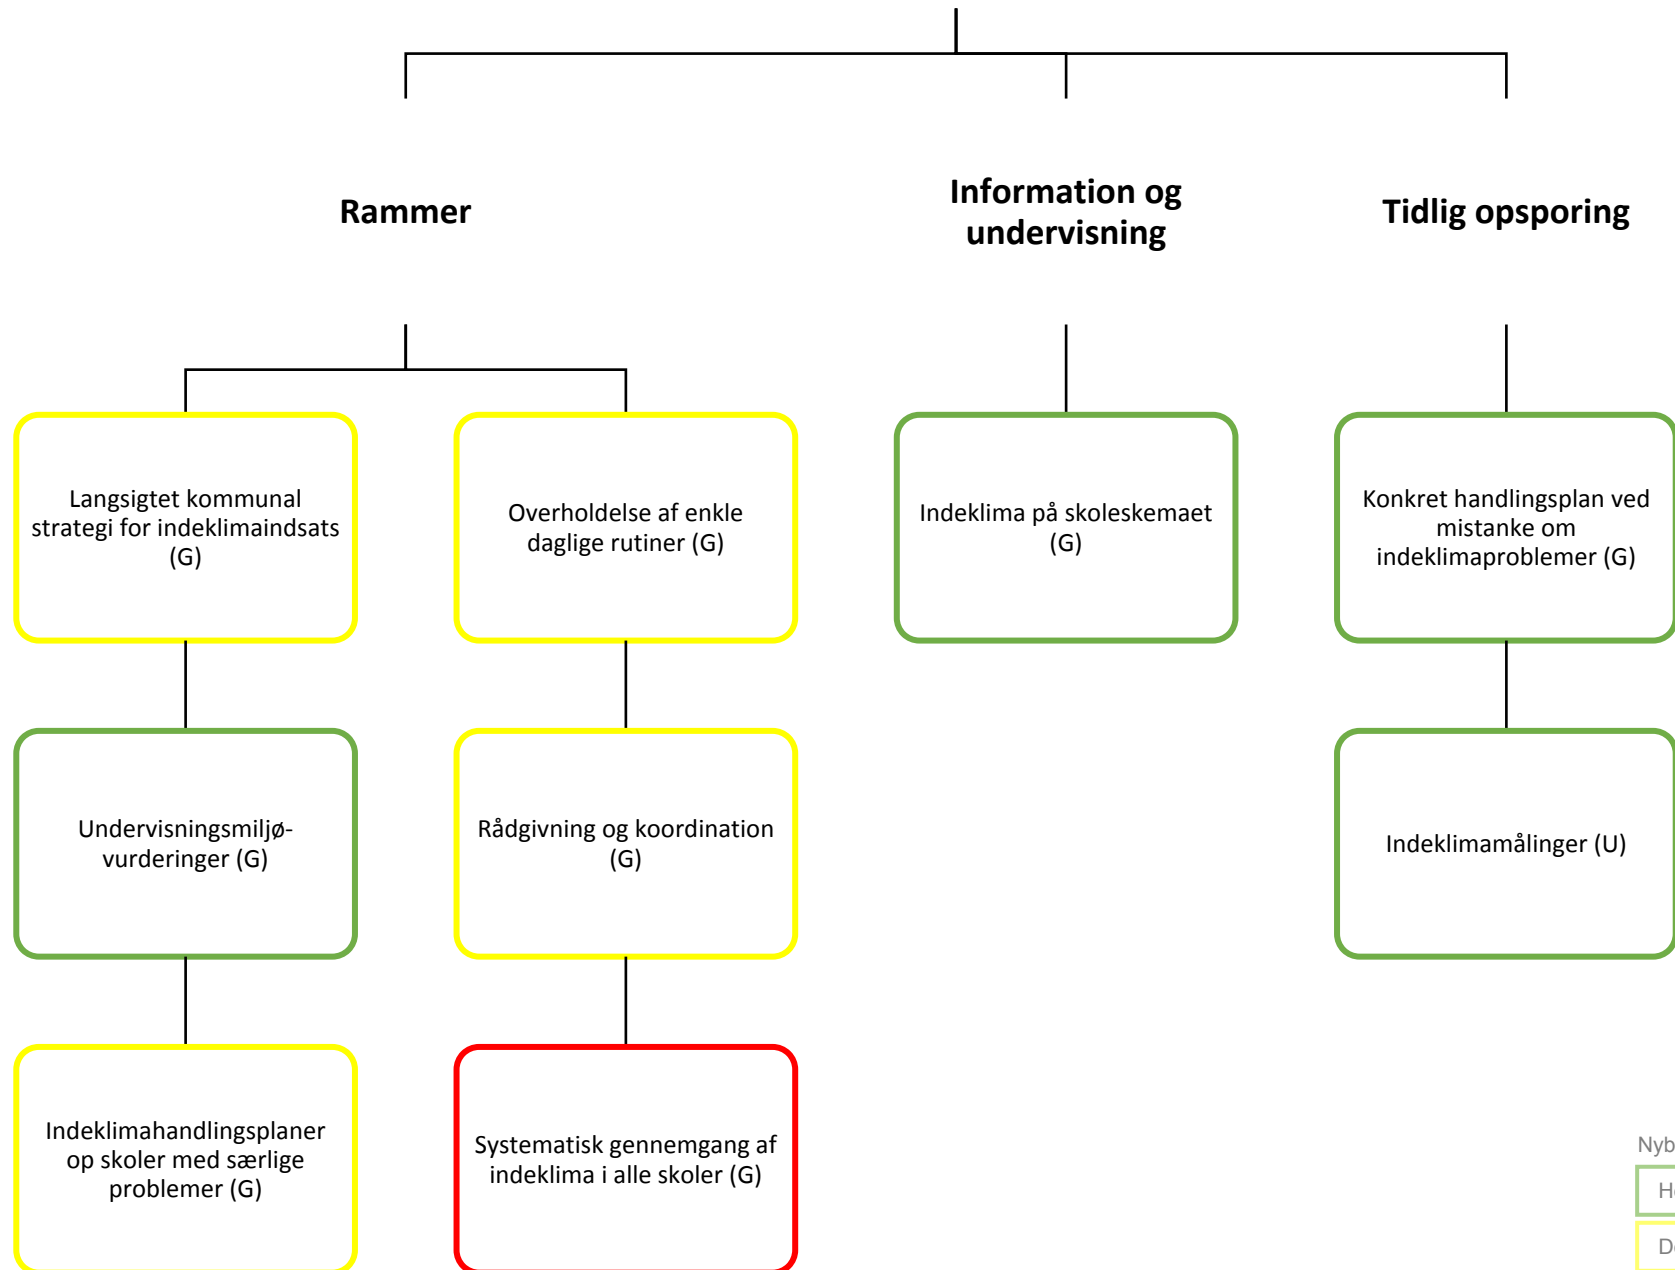 Rammer
Information og
undervisning
Tidlig opsporing
Langsigtet kommunal
strategi for indeklimaindsats
(G)
Overholdelse af enkle
daglige rutiner (G)
Indeklima på skoleskemaet
(G)
Konkret handlingsplan ved
mistanke om
indeklimaproblemer (G)
Undervisningsmiljø-
vurderinger (G)
Rådgivning og koordination
(G)
Indeklimamålinger (U)
Indeklimahandlingsplaner
op skoler med særlige
problemer (G)
Systematisk gennemgang af
indeklima i alle skoler (G)